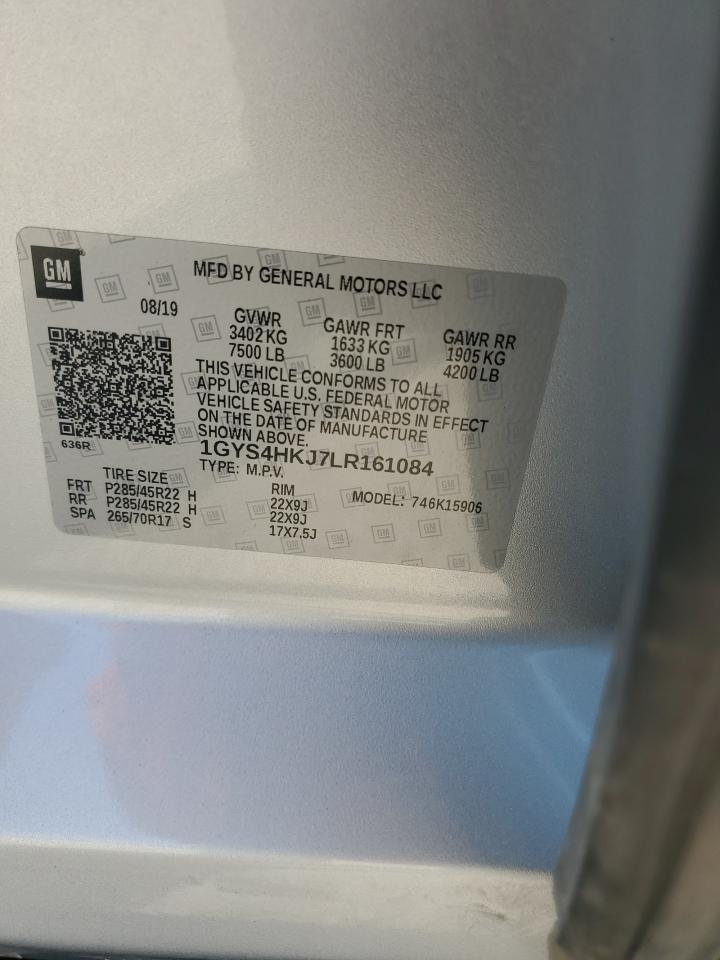 GM
MFD BY GENERAL MOTORS LLC
08/19
GVWR GAWR FRT GAWR RR
3402 KG 1633 KG 1905 KG
7500 LB 3600 LB 4200 LB
THIS VEHICLE CONFORMS TO ALL
APPLICABLE U.S. FEDERAL MOTOR
VEHICLE SAFETY STANDARDS IN EFFECT
ON THE DATE OF MANUFACTURE
SHOWN ABOVE.
636R
1GYS4HKJ7LR161084
TYPE: M.P.V.
TIRE SIZE RIM MODEL: 746K15906
FRT P285/45R22 H 22X9J
RR P285/45R22 H 22X9J
SPA 265/70R17 S 17X7.5J